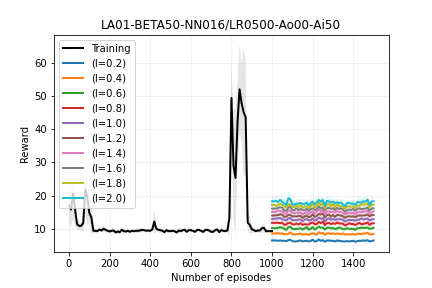 LA01-BETA50-NN016/LR0500-Ao00-Ai50
Reward
60
50
40
30
20
10
Training
(l=0.2)
(l=0.4)
(l=0.6)
(l=0.8)
(l=1.0)
(l=1.2)
(l=1.4)
(l=1.6)
(l=1.8)
(l=2.0)
0 200 400 600 800 1000 1200 1400
Number of episodes